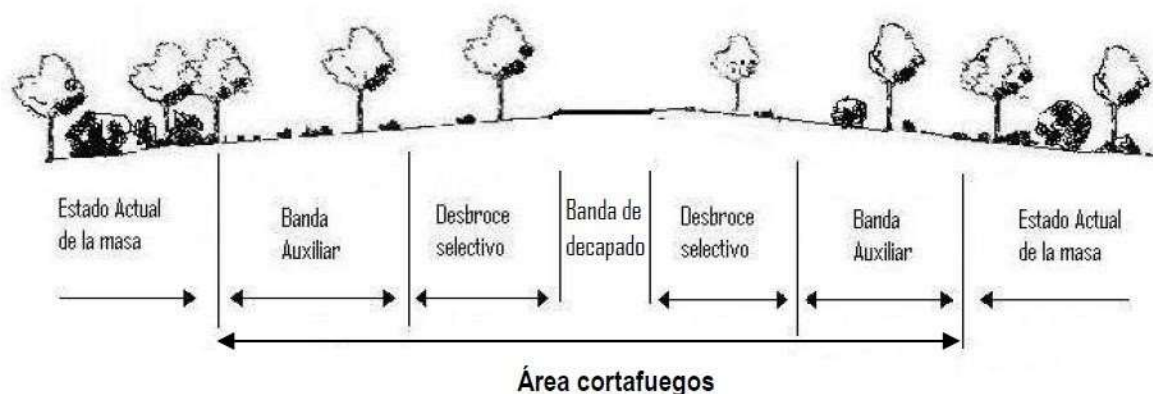 Estado Actual
de la masa
Banda
Auxiliar
Desbroce
selectivo
Banda de
decapado
Desbroce
selectivo
Banda
Auxiliar
Estado Actual
de la masa
Área cortafuegos